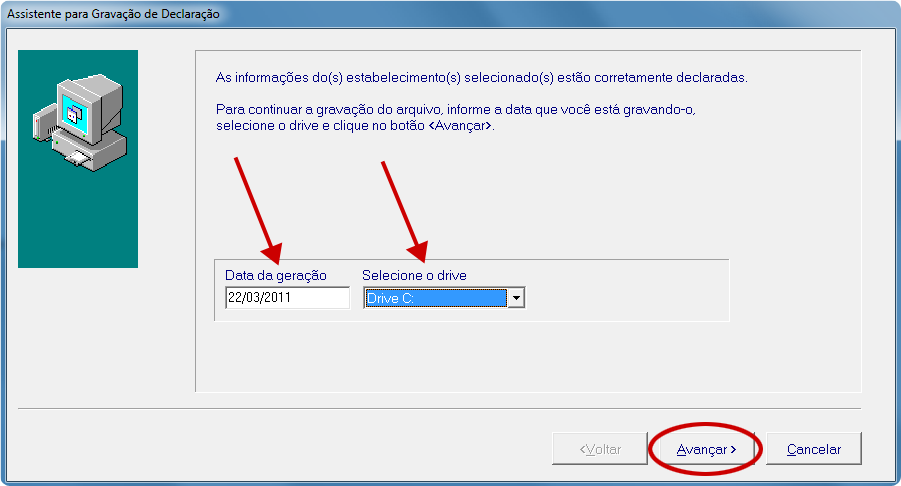 Assistente para Gravação de Declaração
As informações do(s) estabelecimento(s) selecionado(s) estão corretamente declaradas.
Para continuar a gravação do arquivo, informe a data que você está gravando-o,
selecione o drive e clique no botão <Avançar>.
Data da geração Selecione o drive
22/03/2011 Drive C:
<Voltar Avançar > Cancelar